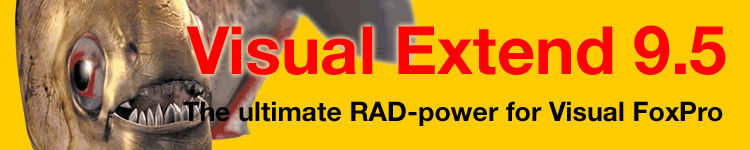 Visual Extend 9.5
The ultimate RAD-power for Visual FoxPro